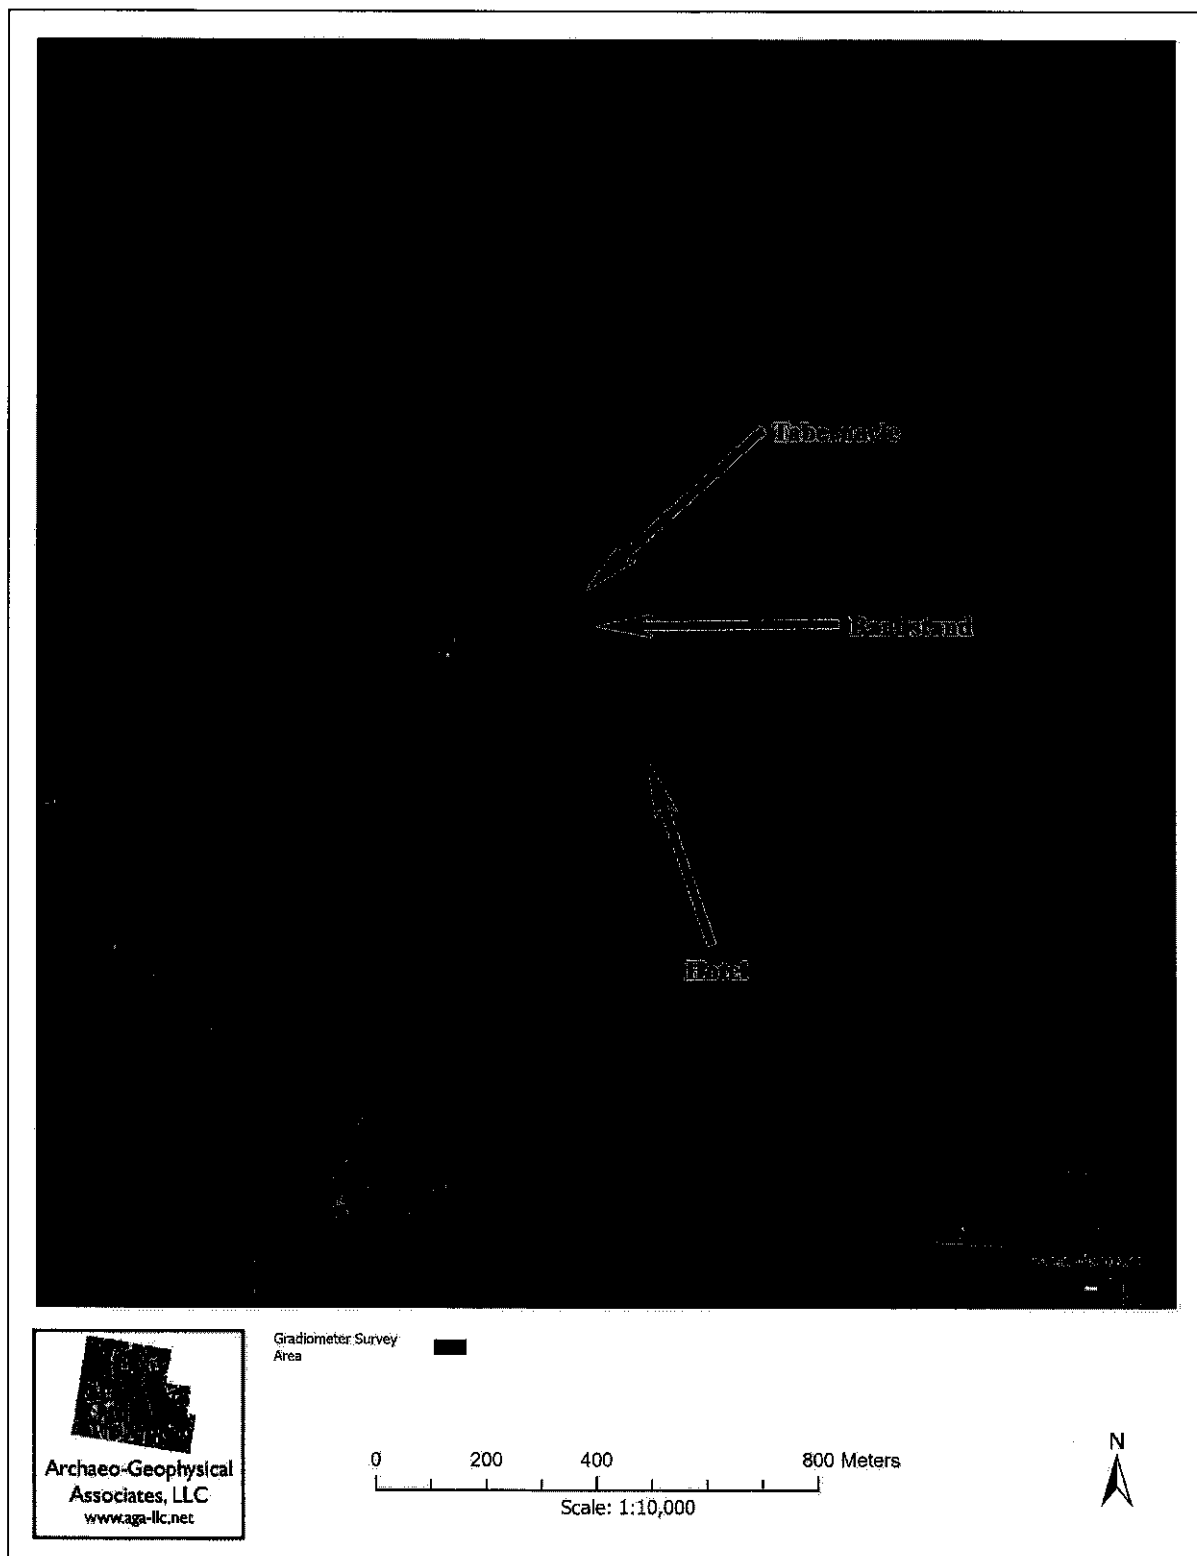 Tabernacle
Bandstand
Hotel
Gradiometer Survey
Area
Archaeo-Geophysical
Associates, LLC
www.aga-llc.net
0 200 400 800 Meters
Scale: 1:10,000
N